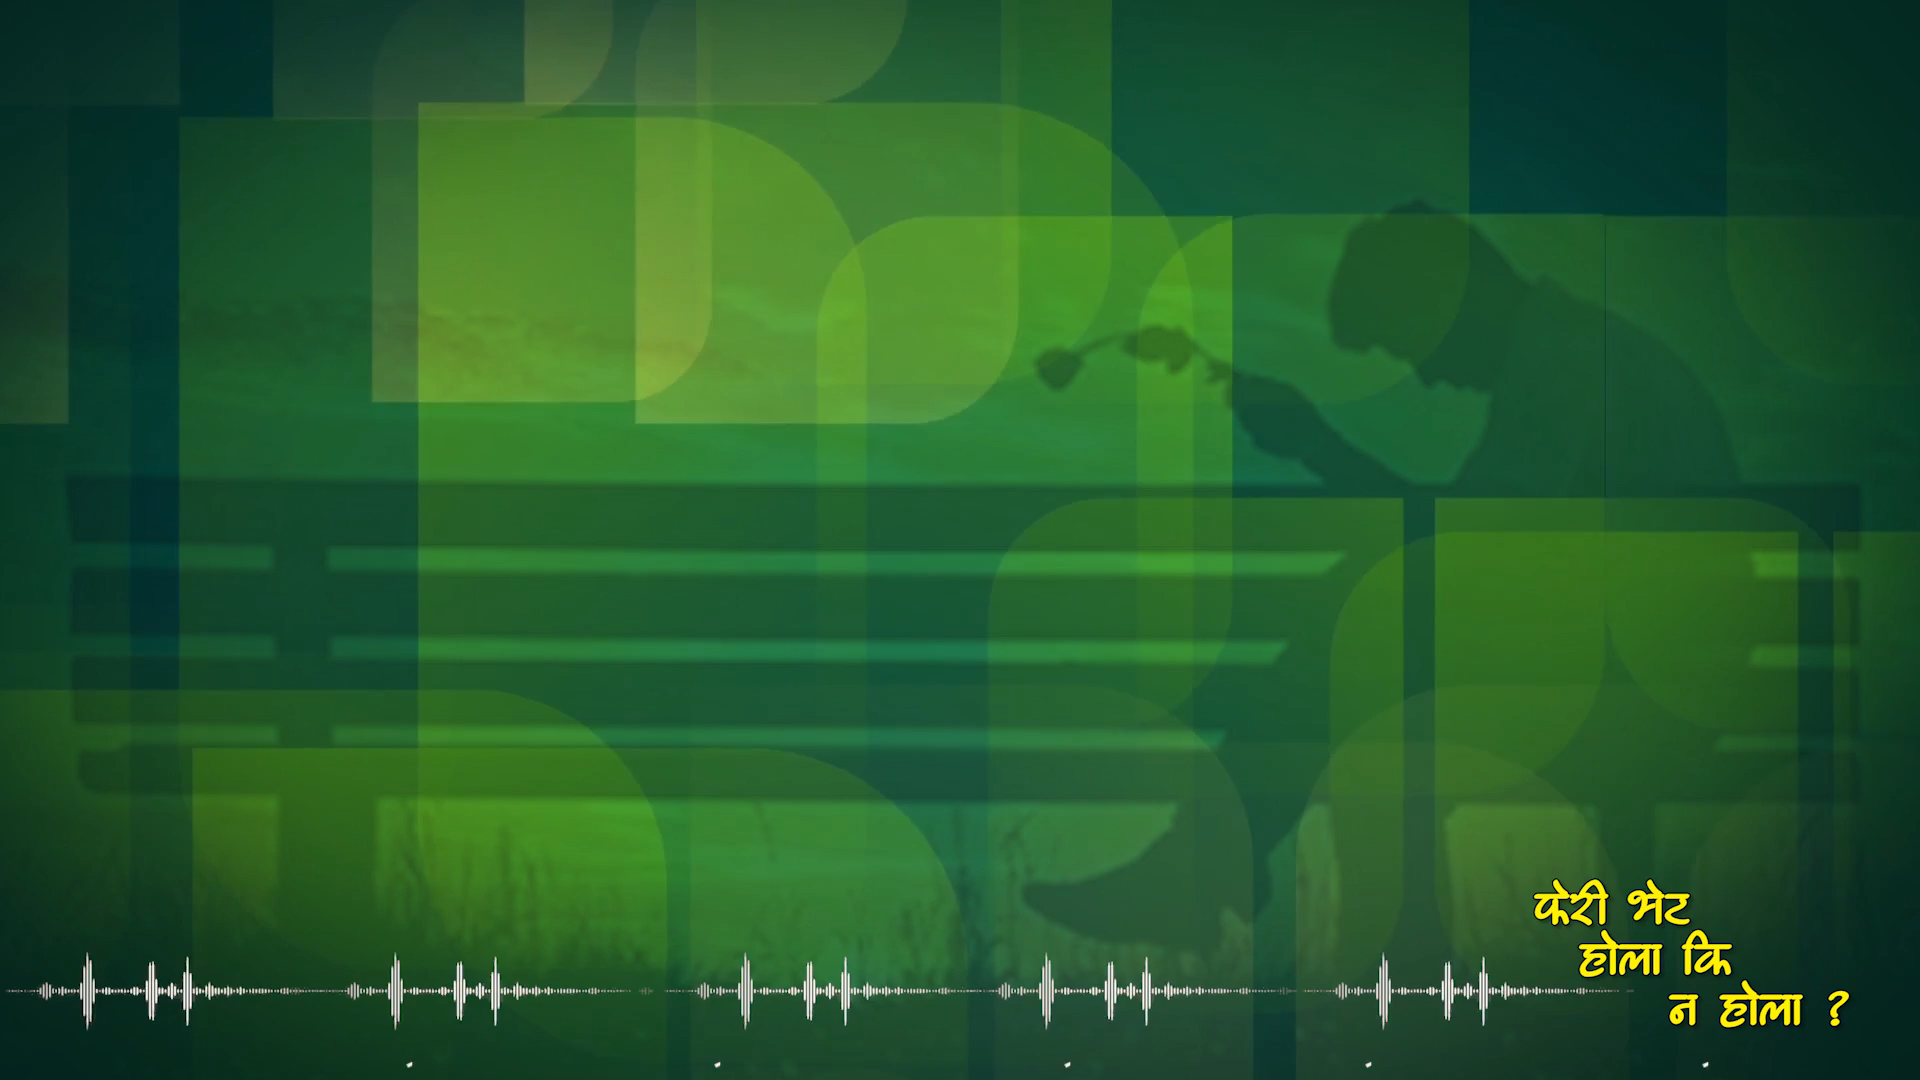 फेरी भेट
होला कि
न होला ?